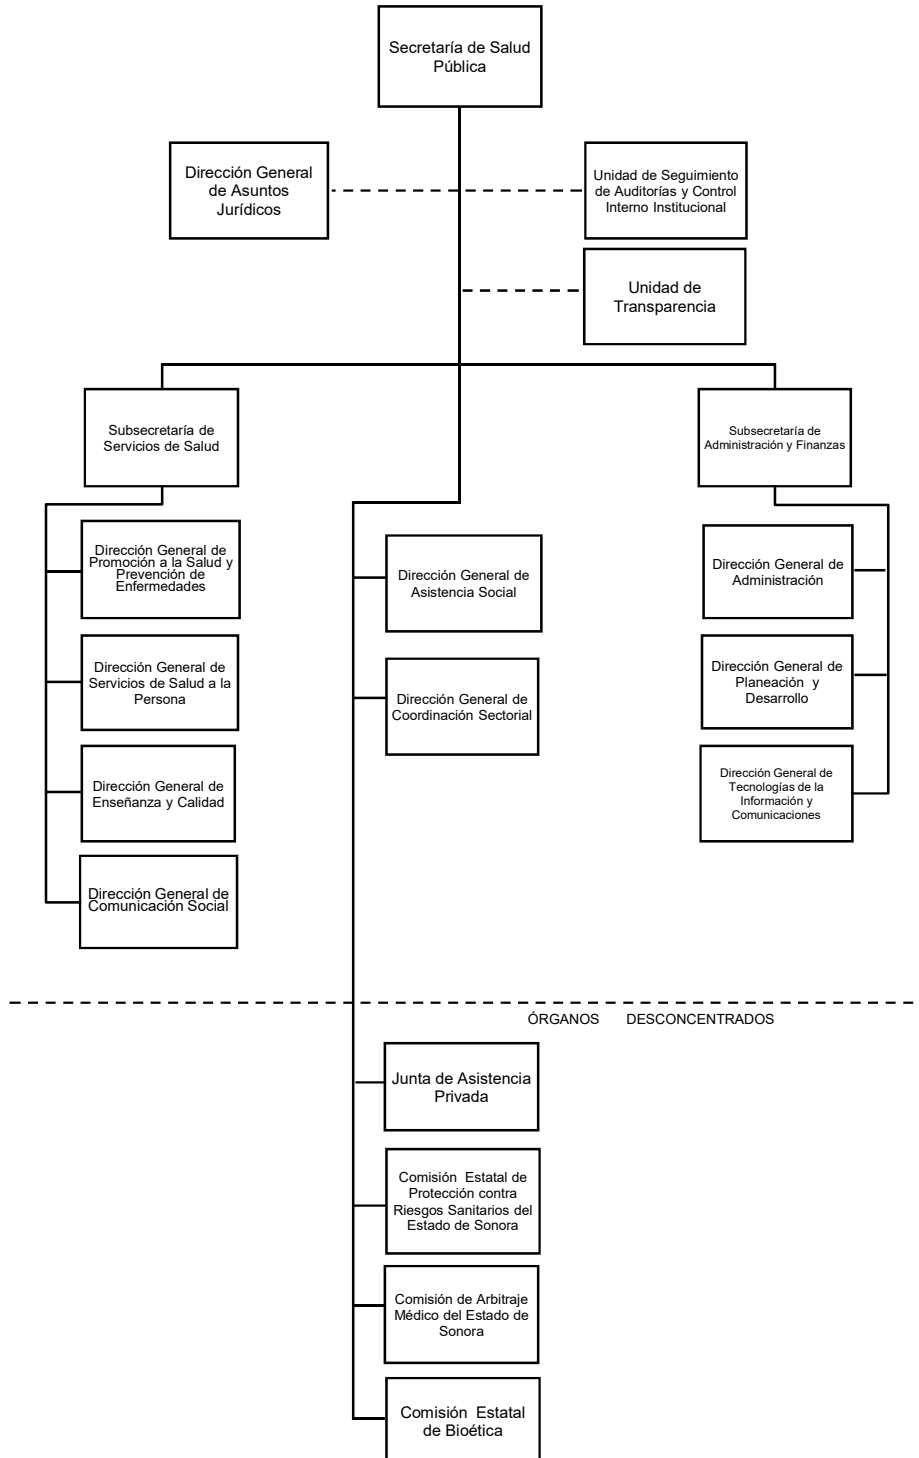 Secretaría de Salud
Pública
Dirección General
de Asuntos
Jurídicos
Unidad de Seguimiento
de Auditorías y Control
Interno Institucional
Unidad de
Transparencia
Subsecretaría de
Servicios de Salud
Subsecretaría de
Administración y Finanzas
Dirección General de
Promoción a la Salud y
Prevención de
Enfermedades
Dirección General de
Servicios de Salud a la
Persona
Dirección General de
Enseñanza y Calidad
Dirección General de
Comunicación Social
Dirección General de
Asistencia Social
Dirección General de
Coordinación Sectorial
Dirección General de
Administración
Dirección General de
Planeación y
Desarrollo
Dirección General de
Tecnologías de la
Información y
Comunicaciones
ÓRGANOS DESCONCENTRADOS
Junta de Asistencia
Privada
Comisión Estatal de
Protección contra
Riesgos Sanitarios del
Estado de Sonora
Comisión de Arbitraje
Médico del Estado de
Sonora
Comisión Estatal
de Bioética